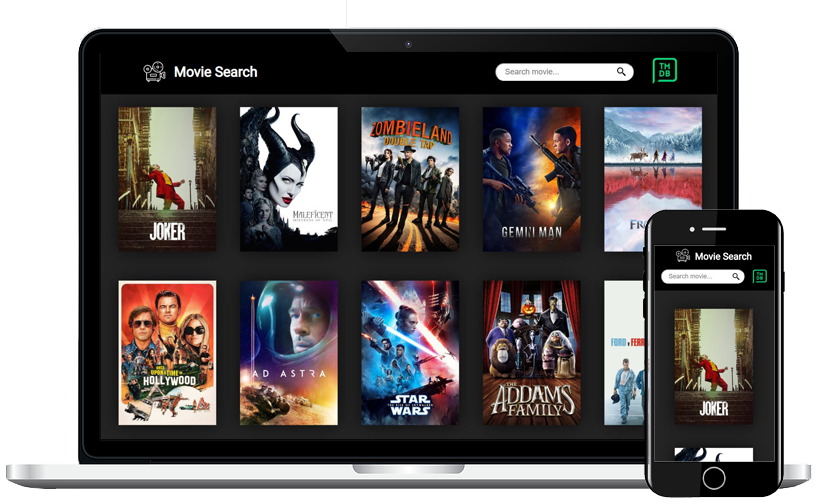 Movie Search
Search movie...
TM
DB
JOKER
MALEFICENT
MISTRESS OF EVIL
ZOMBIELAND
DOUBLE TAP
GEMINI MAN
FR
ONCE
UPON A TIME
IN
HOLLYWOOD
AD ASTRA
STAR
THE RISE OF SKYWALKER
WARS
THE
ADDAMS
FAMILY
FORD V FERR
Movie Search
Search movie...
TM
DB
JOKER